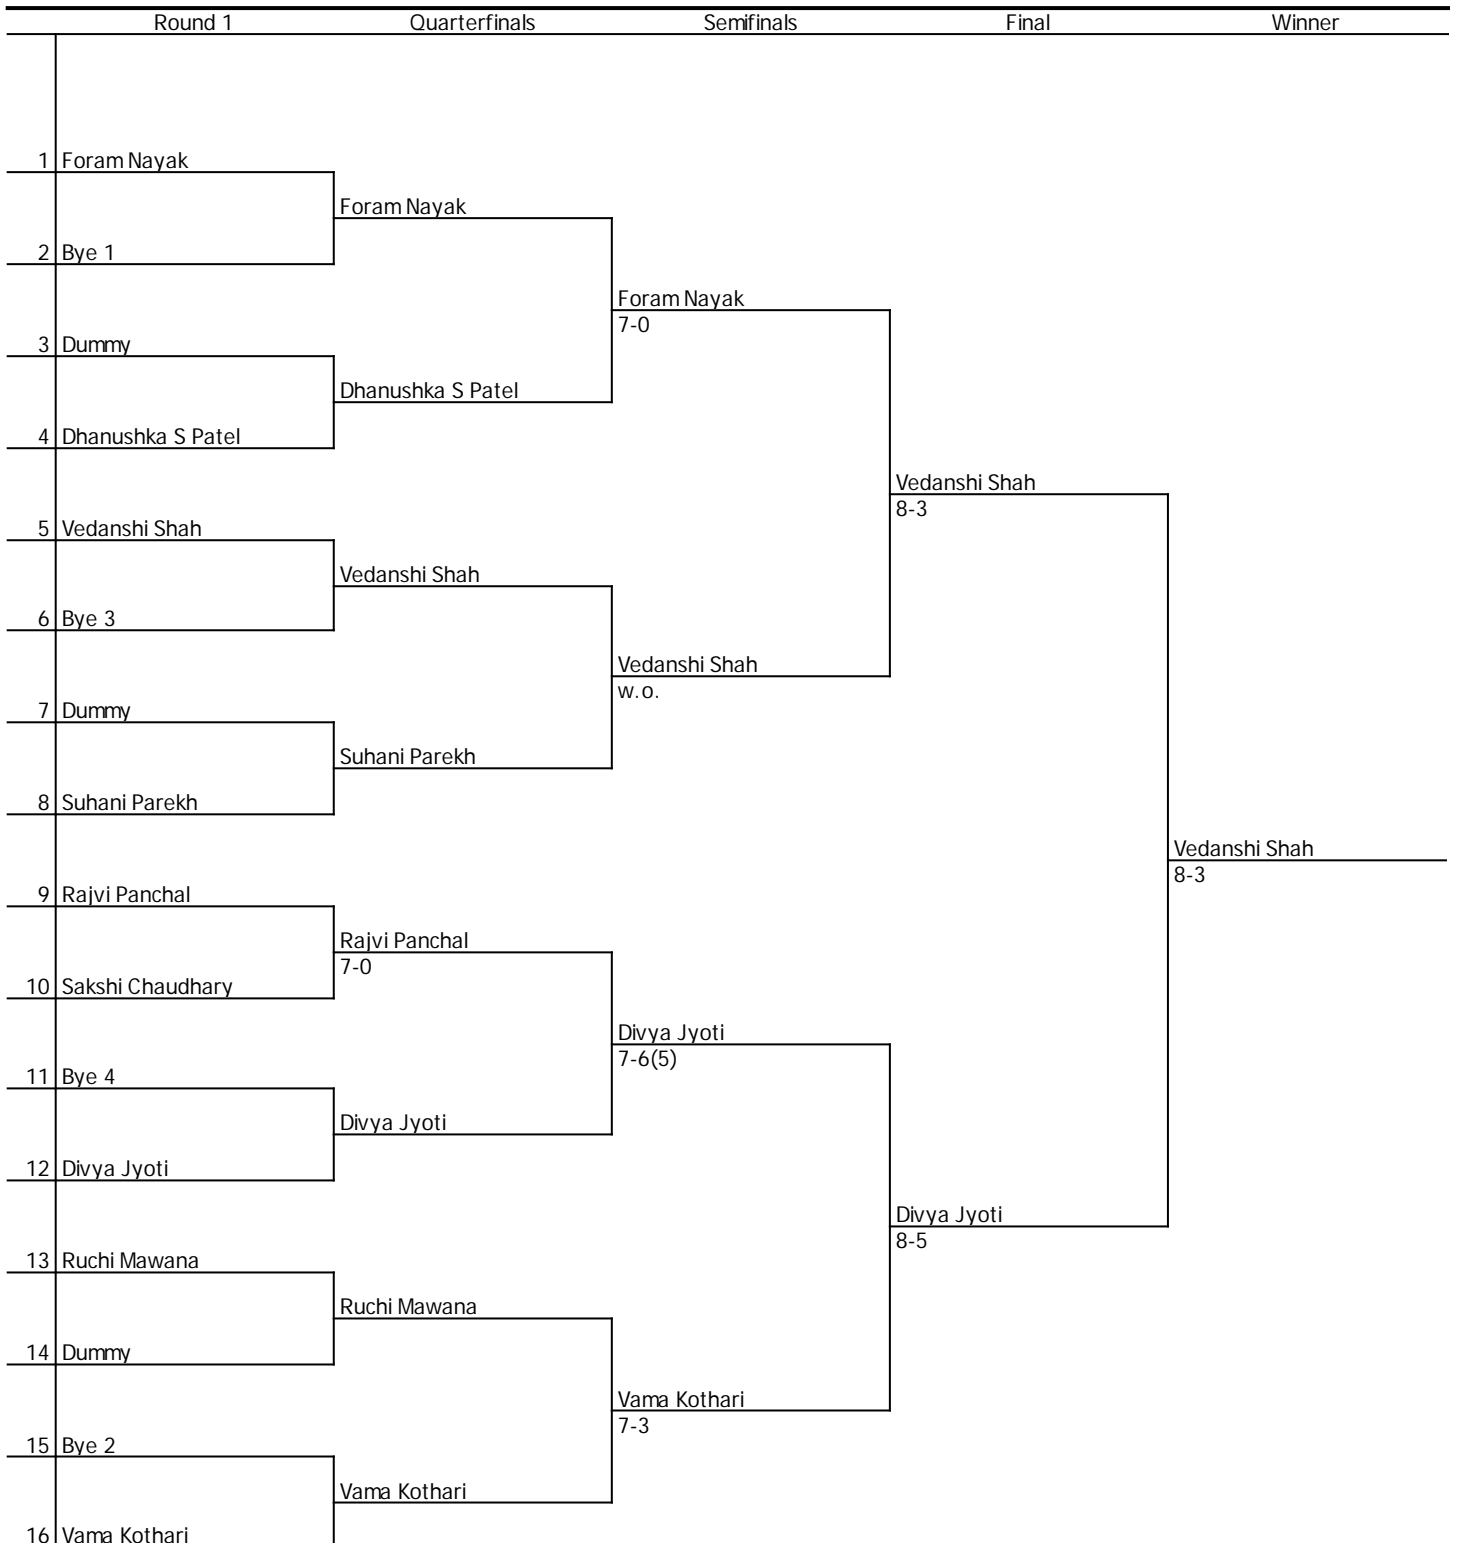 Round 1 Quarterfinals Semifinals Final Winner
1 Foram Nayak
Foram Nayak
2 Bye 1
Foram Nayak
7-0
3 Dummy
Dhanushka S Patel
4 Dhanushka S Patel
Vedanshi Shah
8-3
5 Vedanshi Shah
Vedanshi Shah
6 Bye 3
Vedanshi Shah
w.o.
7 Dummy
Suhani Parekh
8 Suhani Parekh
Vedanshi Shah
8-3
9 Rajvi Panchal
Rajvi Panchal
7-0
10 Sakshi Chaudhary
Divya Jyoti
7-6(5)
11 Bye 4
Divya Jyoti
12 Divya Jyoti
Divya Jyoti
8-5
13 Ruchi Mawana
Ruchi Mawana
14 Dummy
Vama Kothari
7-3
15 Bye 2
Vama Kothari
16 Vama Kothari